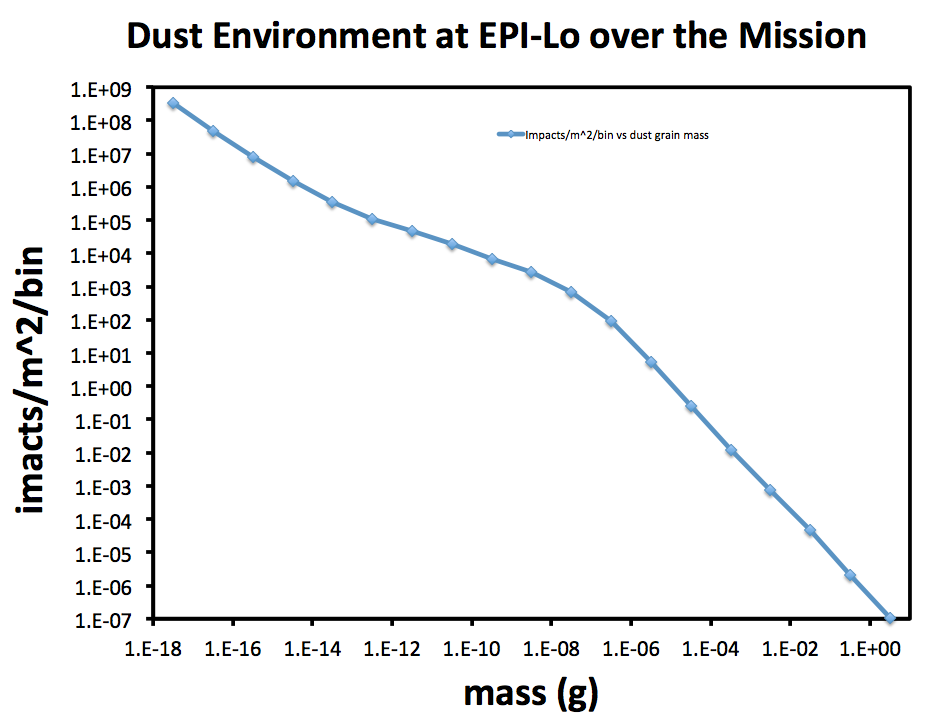 Dust Environment at EPI-Lo over the Mission
1.E+09
1.E+08
1.E+07
1.E+06
1.E+05
1.E+04
1.E+03
1.E+02
1.E+01
1.E+00
1.E-01
1.E-02
1.E-03
1.E-04
1.E-05
1.E-06
1.E-07
imacts/m^2/bin
Impacts/m^2/bin vs dust grain mass
1.E-18 1.E-16 1.E-14 1.E-12 1.E-10 1.E-08 1.E-06 1.E-04 1.E-02 1.E+00
mass (g)